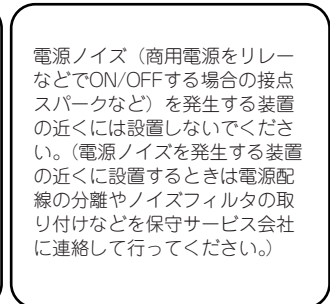 電源ノイズ（商用電源をリレー
などでON/OFFする場合の接点
スパークなど）を発生する装置
の近くには設置しないでくださ
い。（電源ノイズを発生する装置
の近くに設置するときは電源配
線の分離やノイズフィルタの取
り付けなどを保守サービス会社
に連絡して行ってください。）